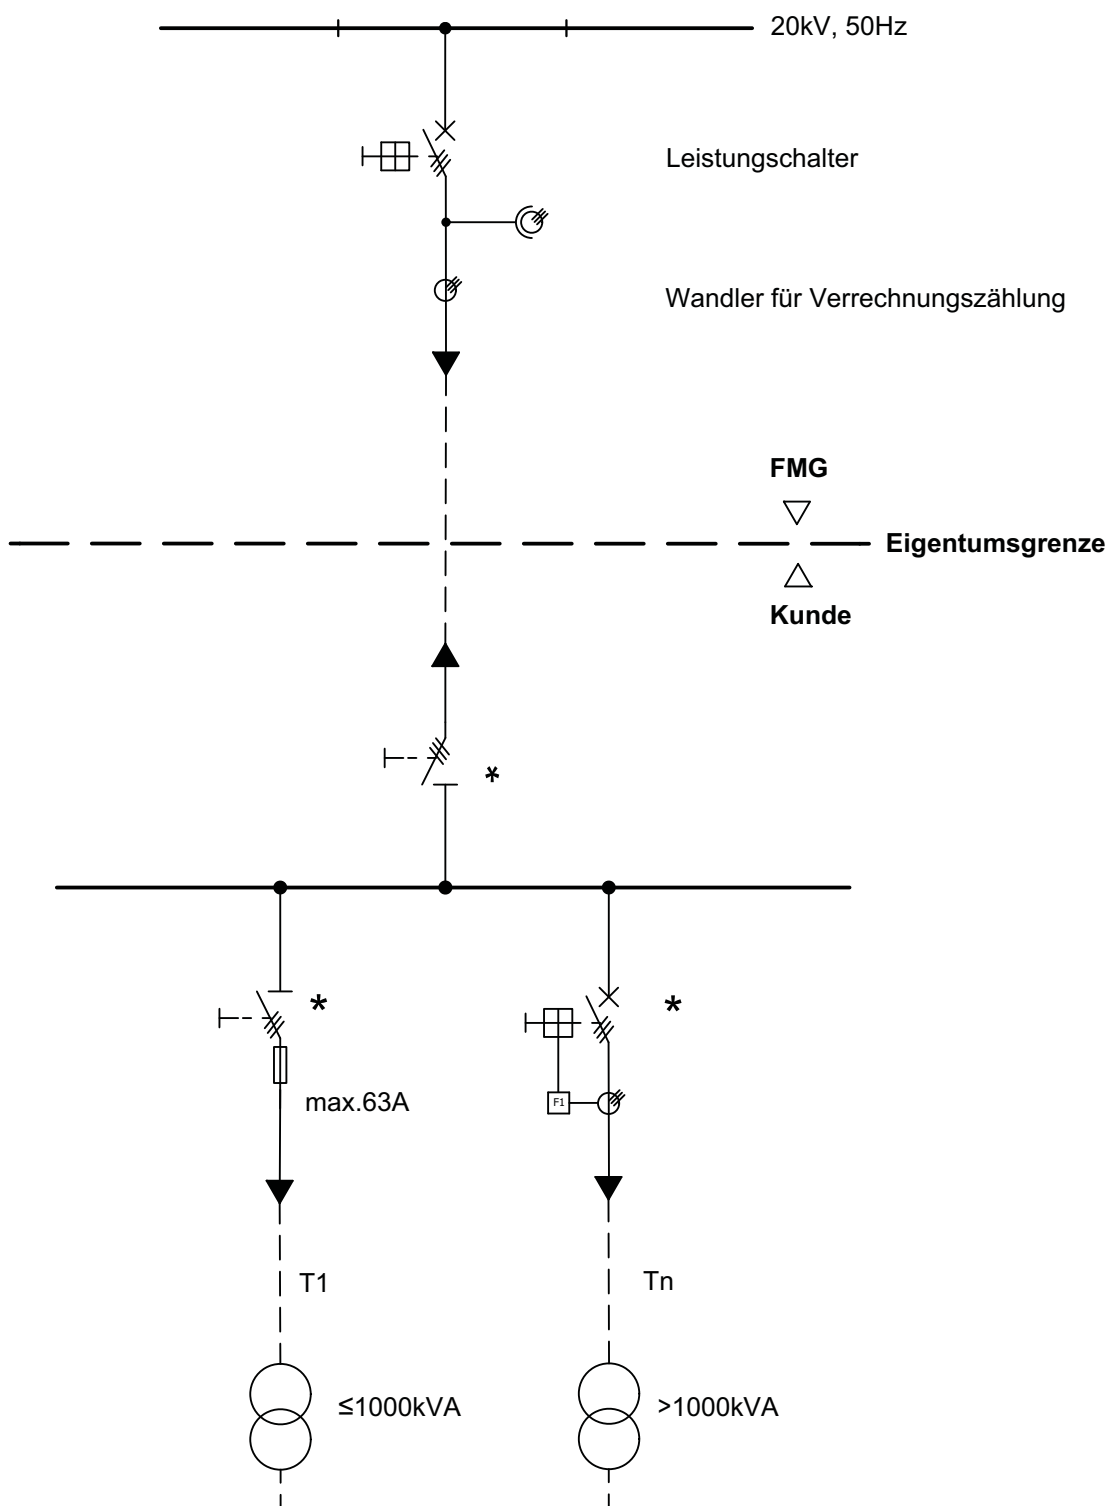 20kV, 50Hz
Leistungschalter
Wandler für Verrechnungszählung
FMG
Eigentumsgrenze
Kunde
*
* *
F1
max.63A
T1 Tn
≤1000kVA >1000kVA